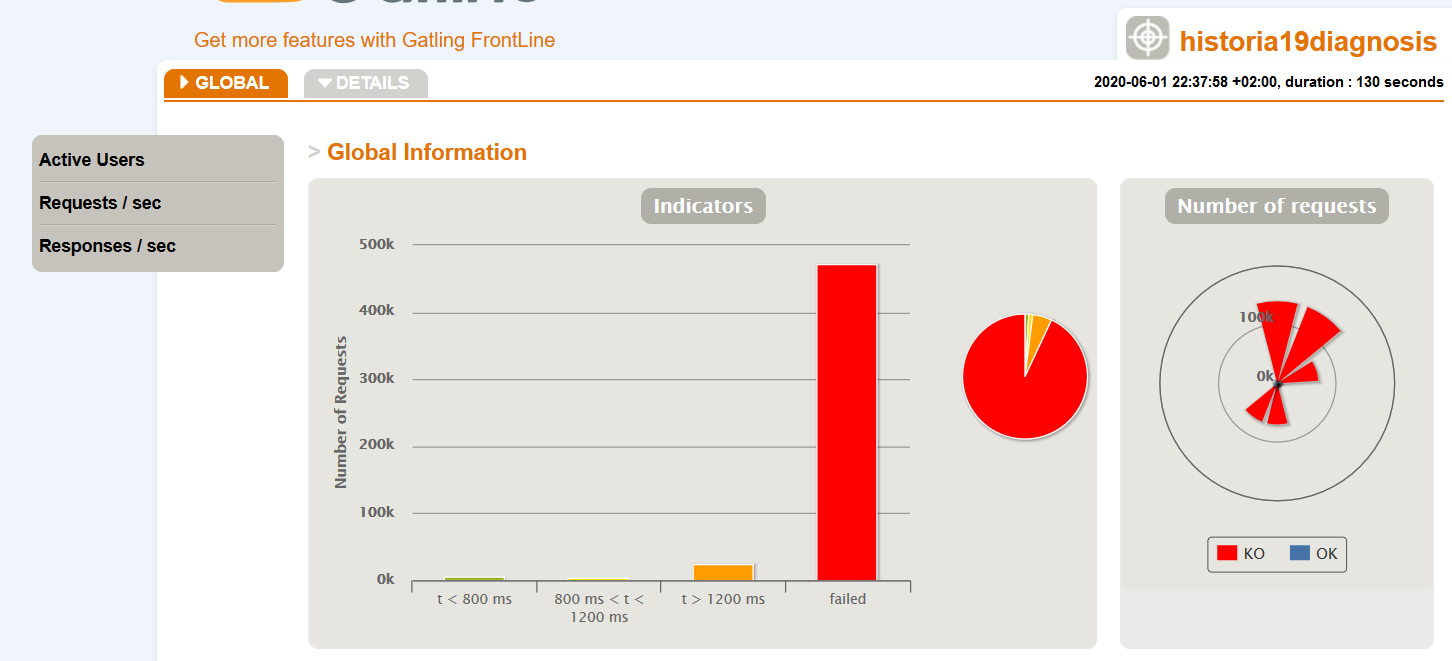 Get more features with Gatling FrontLine
historia19diagnosis
GLOBAL
DETAILS
2020-06-01 22:37:58 +02:00, duration : 130 seconds
Active Users
Requests / sec
Responses / sec
> Global Information
Indicators
Number of Requests
500k
400k
300k
200k
100k
0k
t < 800 ms
800 ms < t <
1200 ms
t > 1200 ms
failed
Number of requests
100k
0k
KO
OK